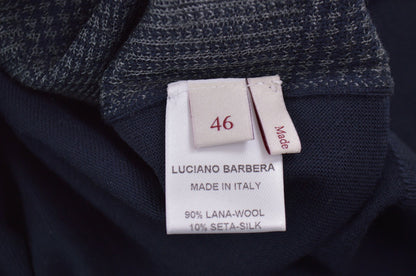 46
Made
LUCIANO BARBERA
MADE IN ITALY
90% LANA-WOOL
10% SETA-SILK